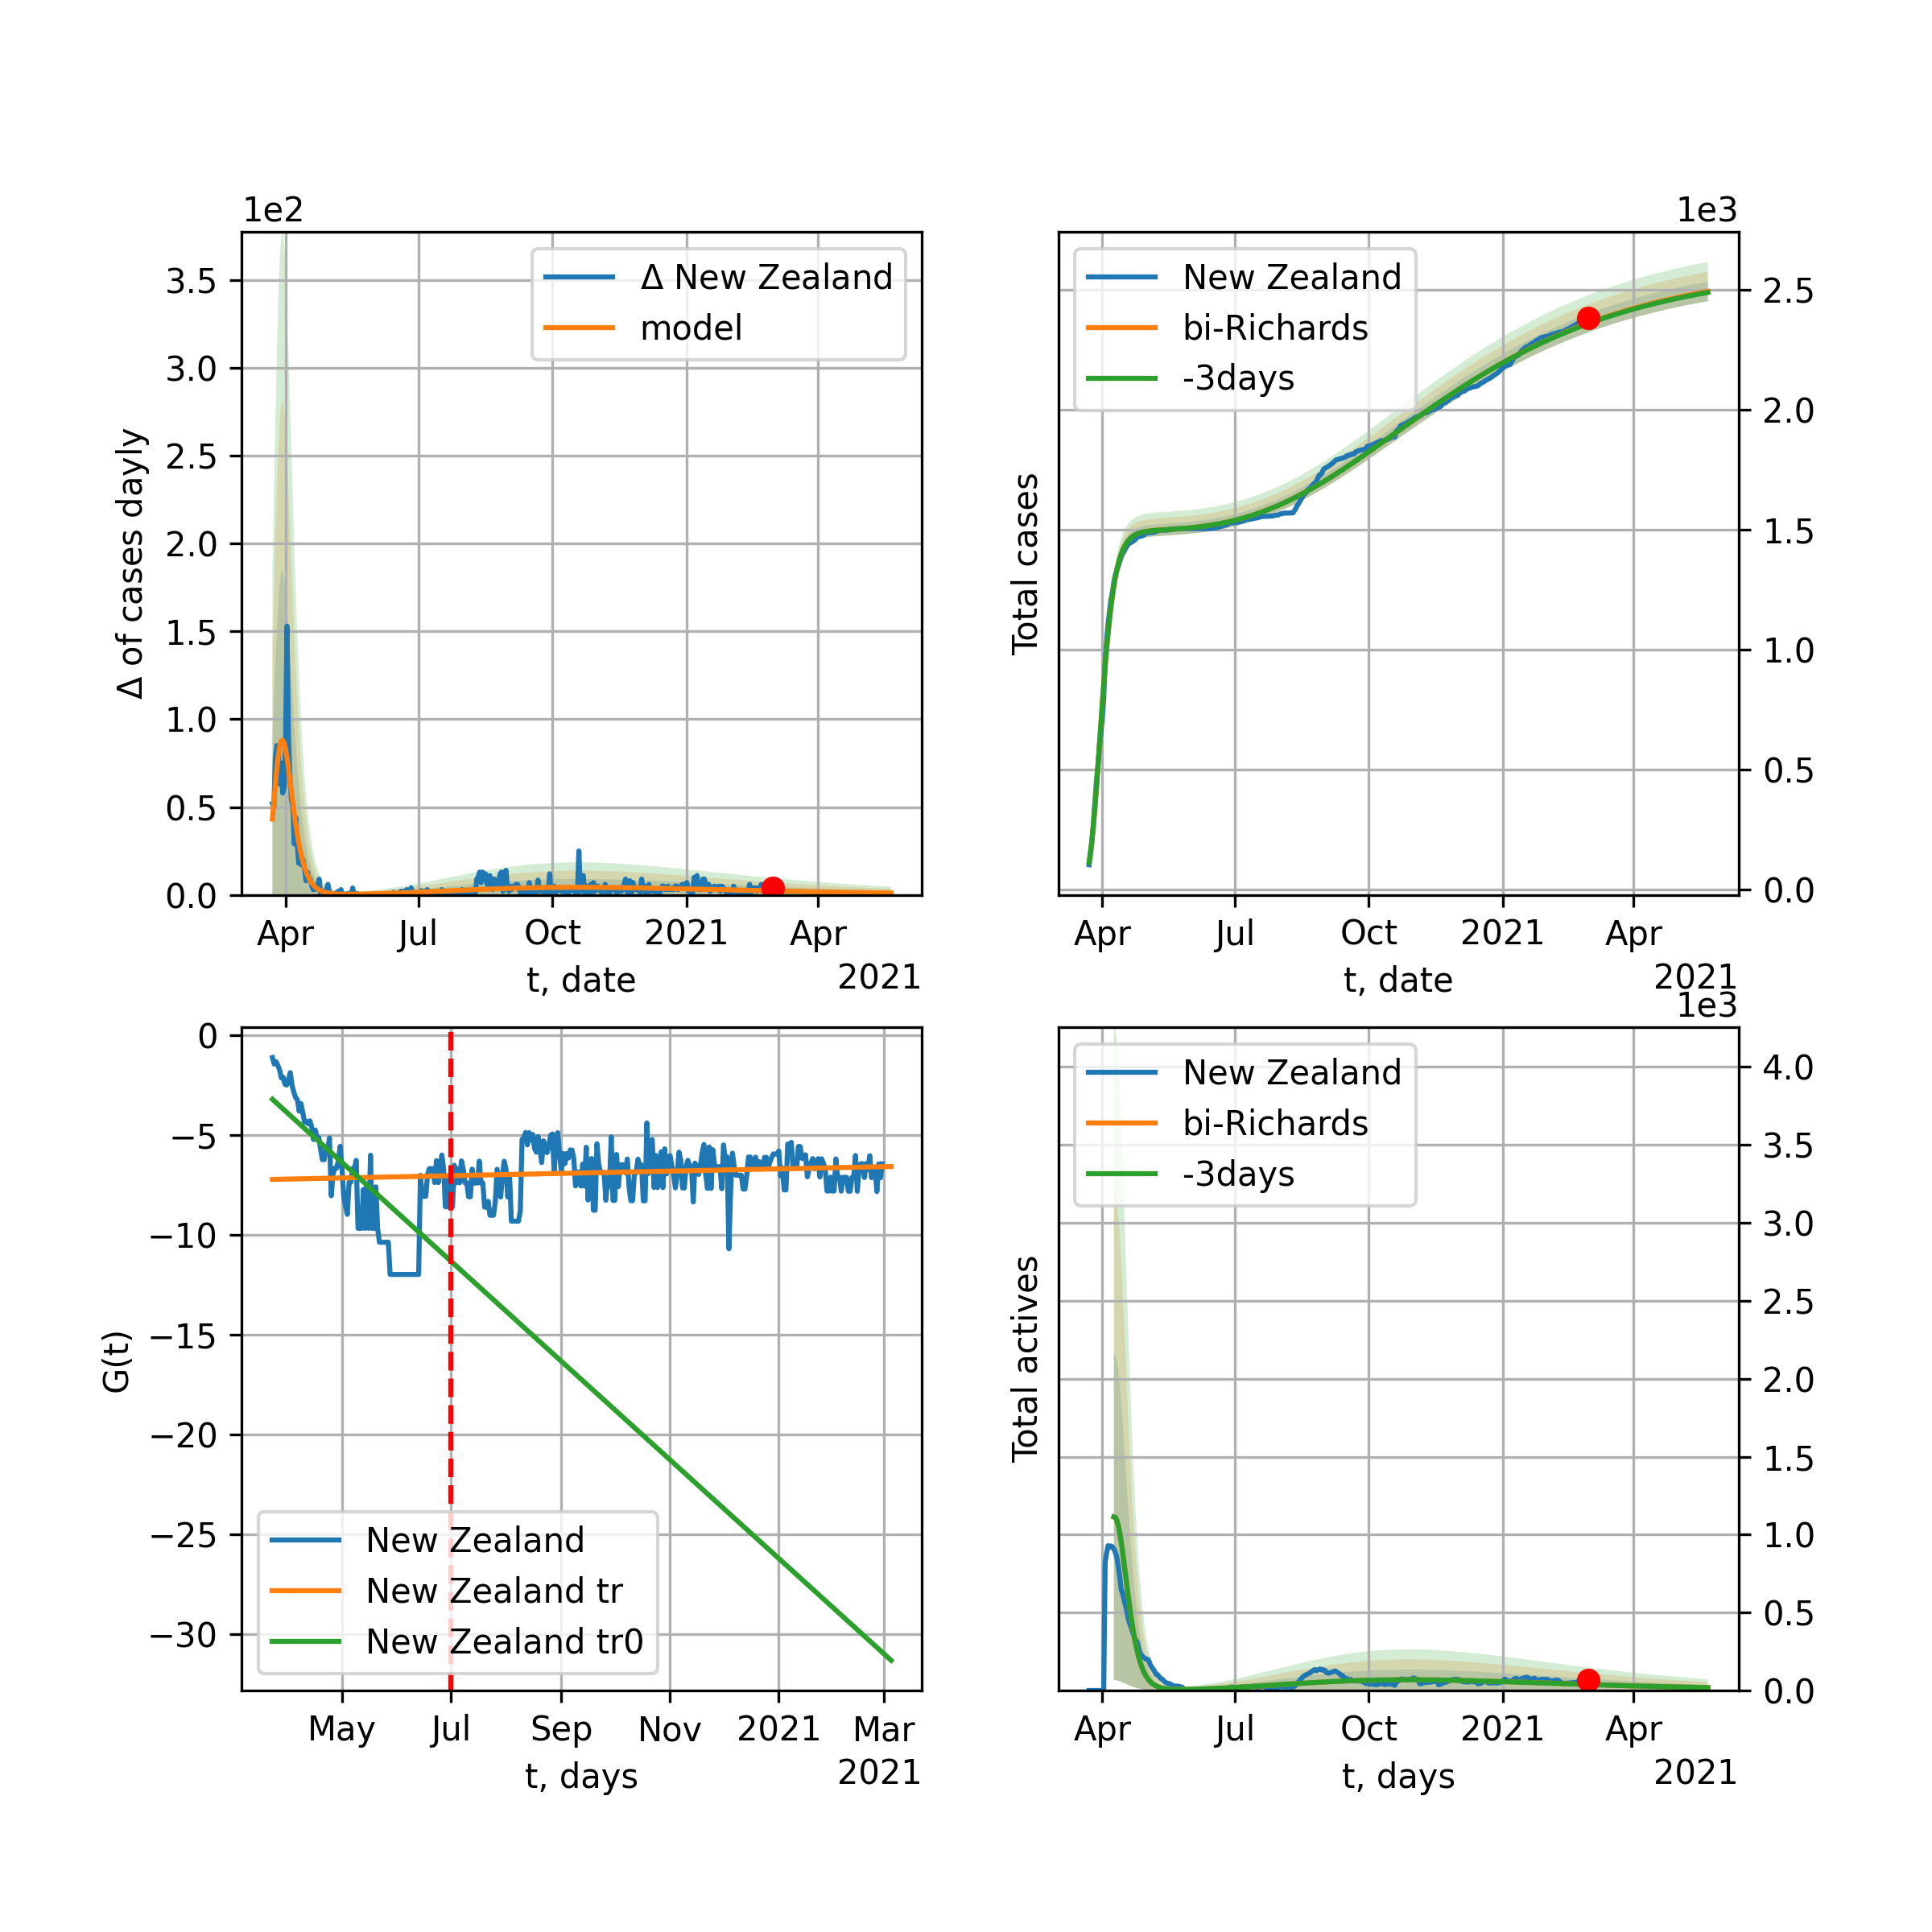 1e2
3.5
3.0
2.5
2.0
1.5
1.0
0.5
0.0
Δ of cases dayly
Δ New Zealand
model
Apr
Jul
Oct
2021
Apr
t, date
2021
1e3
2.5
2.0
1.5
1.0
0.5
0.0
Total cases
New Zealand
bi-Richards
-3days
Apr
Jul
Oct
2021
Apr
t, date
2021
0
−5
−10
−15
−20
−25
−30
G(t)
New Zealand
New Zealand tr
New Zealand tr0
May
Jul
Sep
Nov
2021
Mar
t, days
2021
1e3
4.0
3.5
3.0
2.5
2.0
1.5
1.0
0.5
0.0
Total actives
New Zealand
bi-Richards
-3days
Apr
Jul
Oct
2021
Apr
t, days
2021